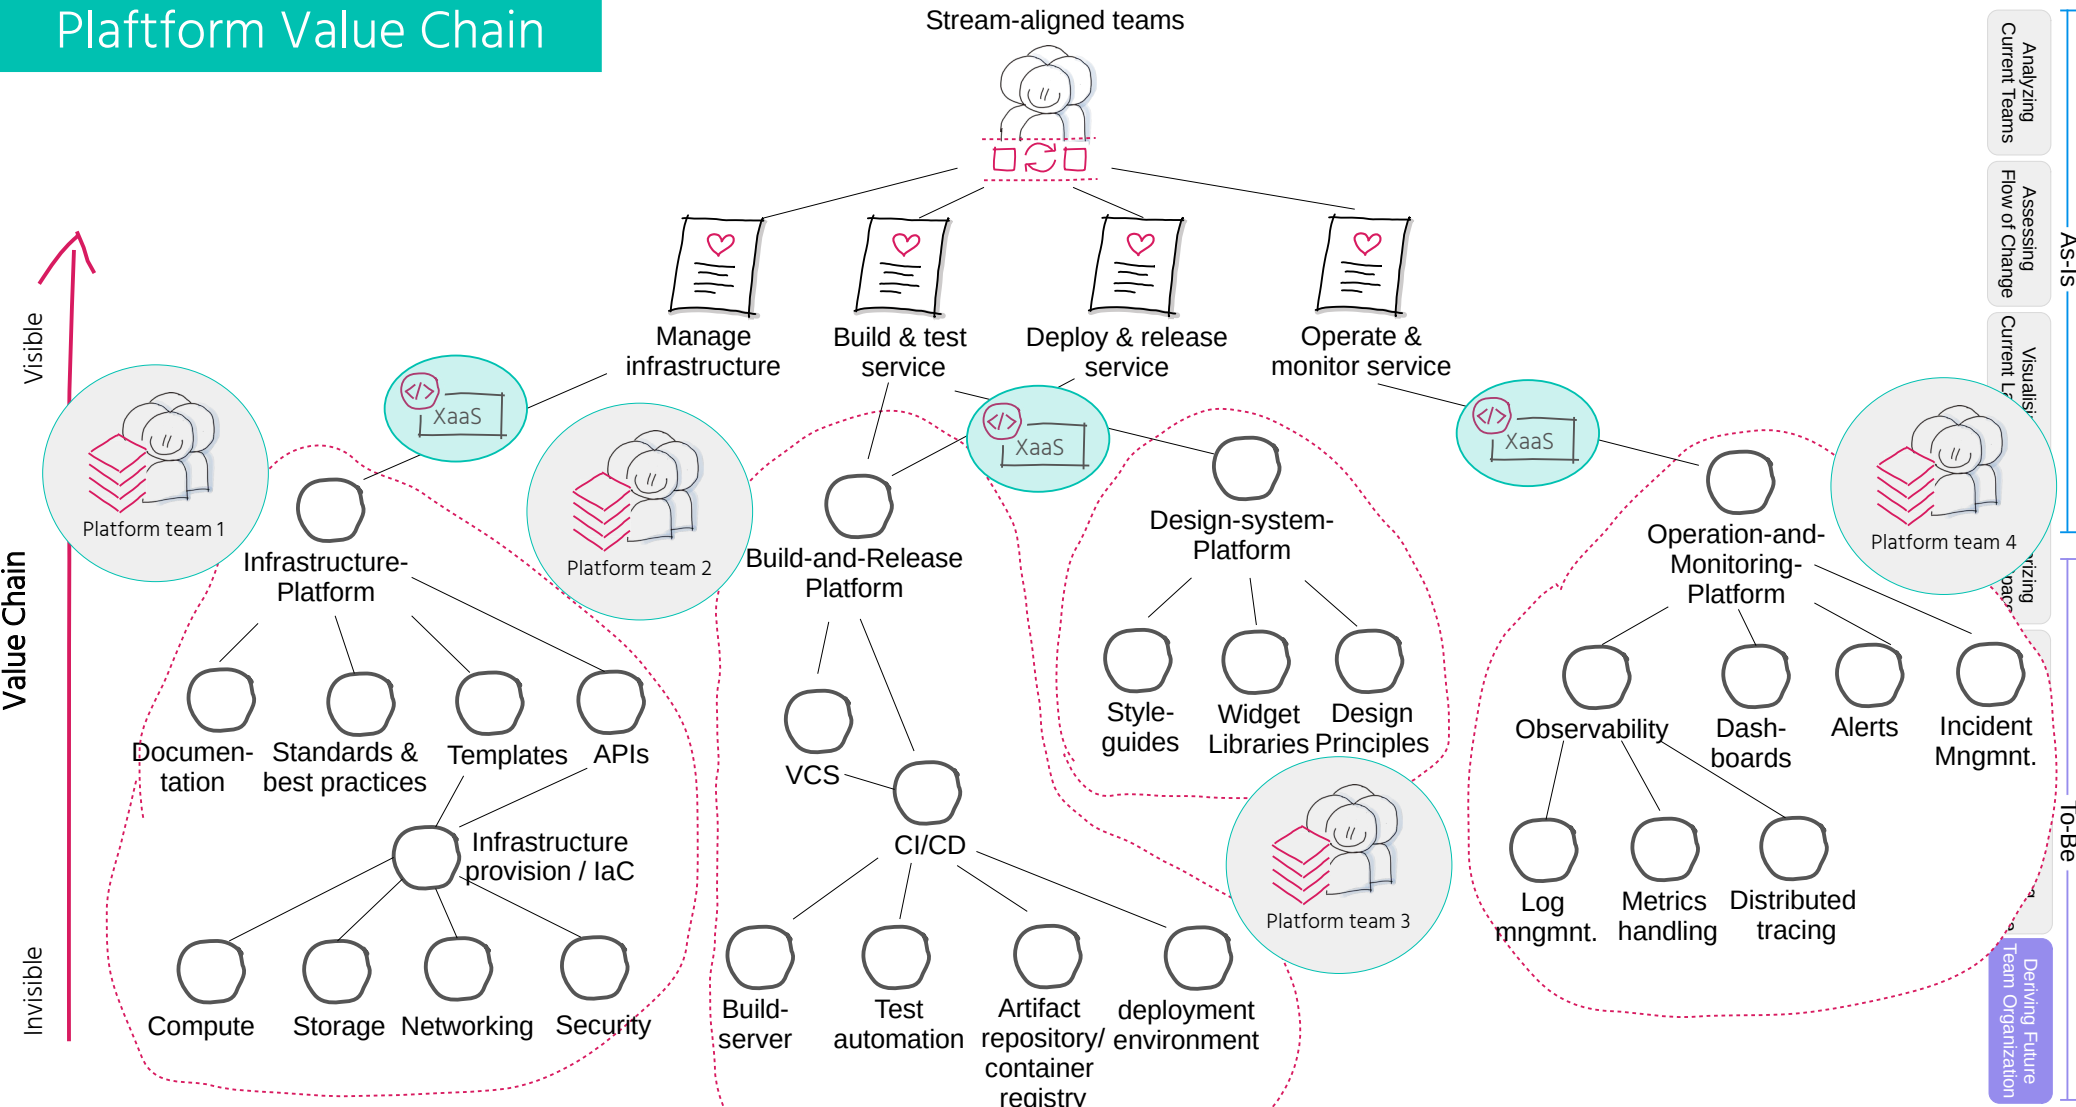 Plaftform Value Chain
Stream-aligned teams
Manage
infrastructure
Build & test
service
Deploy & release
service
Operate &
monitor service
XaaS
XaaS
XaaS
Visible
Value Chain
Invisible
Platform team 1
Infrastructure-
Platform
Documen-
tation
Standards &
best practices
Templates
APIs
Infrastructure
provision / IaC
Compute
Storage
Networking
Security
Platform team 2
Build-and-Release
Platform
VCS
CI/CD
Build-
server
Test
automation
Artifact
repository/
container
registry
deployment
environment
Design-system-
Platform
Style-
guides
Widget
Libraries
Design
Principles
Platform team 3
Operation-and-
Monitoring-
Platform
Platform team 4
Observability
Dash-
boards
Alerts
Incident
Mngmnt.
Log
mngmnt.
Metrics
handling
Distributed
tracing
Analyzing
Current Teams
Assessing
Flow of Change
Current
Deriving Future
Team Organization
As-Is
To-Be